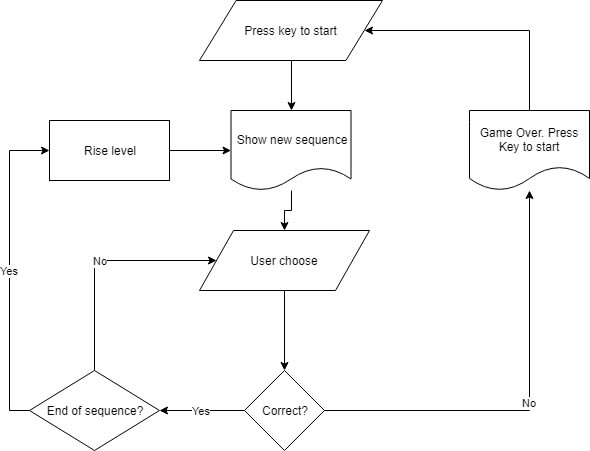 Press key to start
Rise level
Show new sequence
Game Over. Press
Key to start
User choose
No
Yes
End of sequence?
Yes
Correct?
No